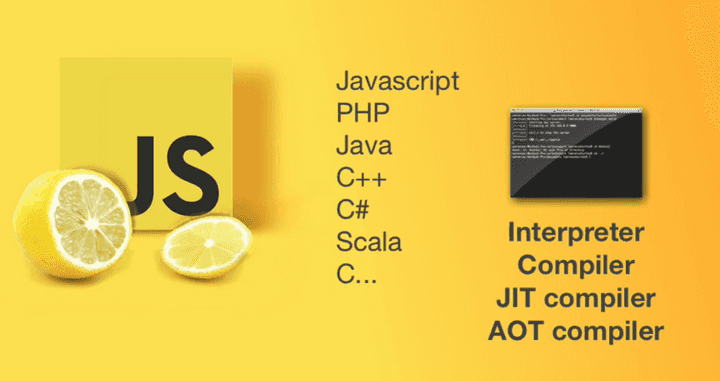 JS
Javascript
PHP
Java
C++
C#
Scala
C...
Interpreter
Compiler
JIT compiler
AOT compiler